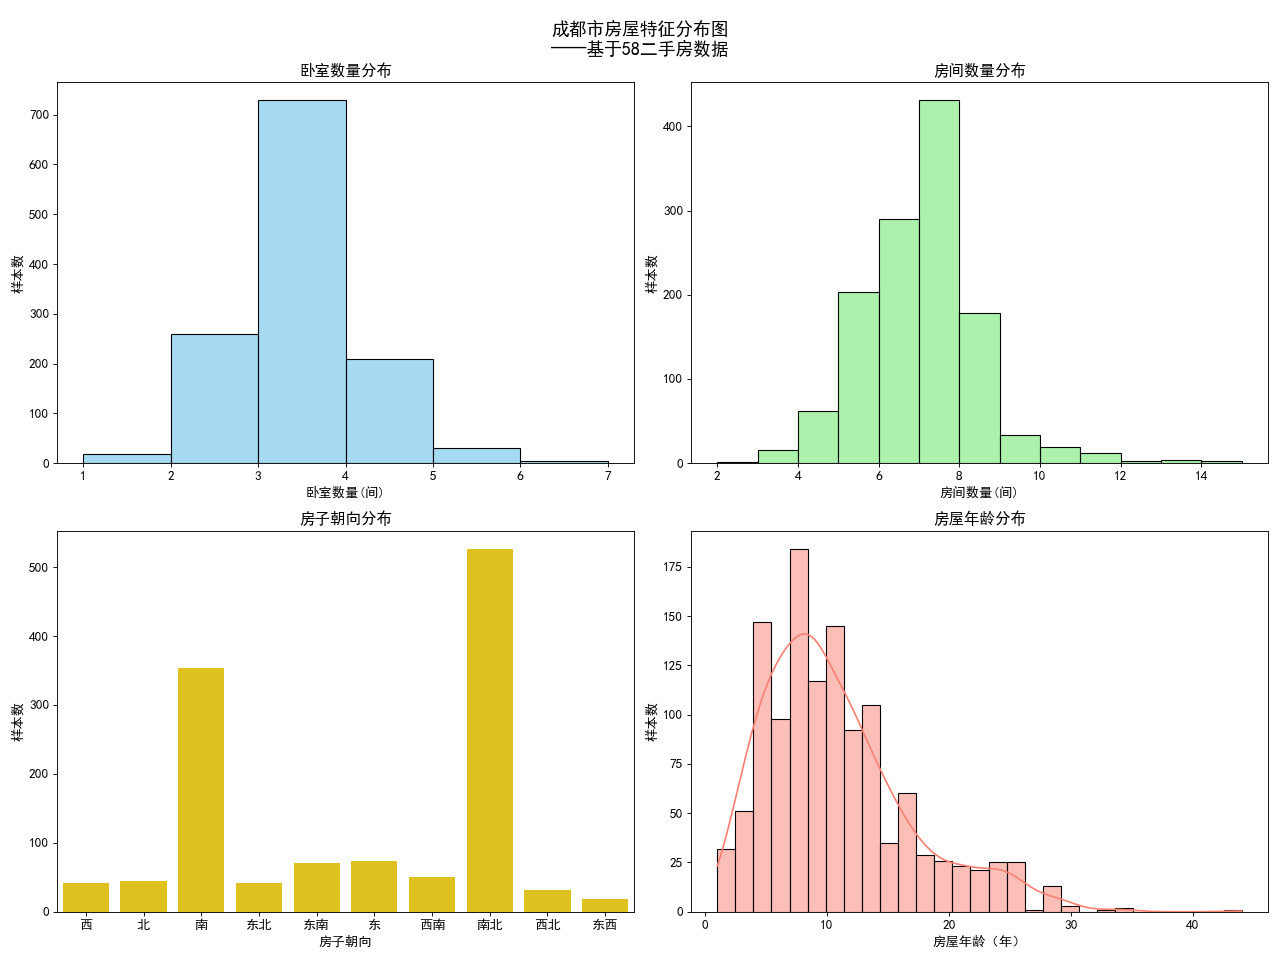 成都市房屋特征分布图
——基于58二手房数据
卧室数量分布
700
600
500
400
300
200
100
0
样本数
1 2 3 4 5 6 7
卧室数量(间)
房间数量分布
400
300
200
100
0
样本数
2 4 6 8 10 12 14
房间数量(间)
房子朝向分布
500
400
300
200
100
0
样本数
西 北 南 东北 东南 东 西南 南北 西北 东西
房子朝向
房屋年龄分布
175
150
125
100
75
50
25
0
样本数
0 10 20 30 40
房屋年龄（年）